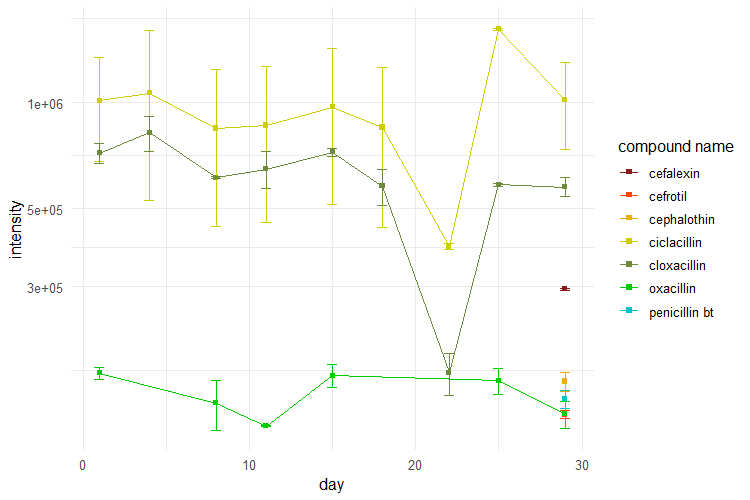 1e+06
5e+05
3e+05
intensity
0
10
20
30
day
compound name
cefalexin
cefrotil
cephalothin
ciclacillin
cloxacillin
oxacillin
penicillin bt